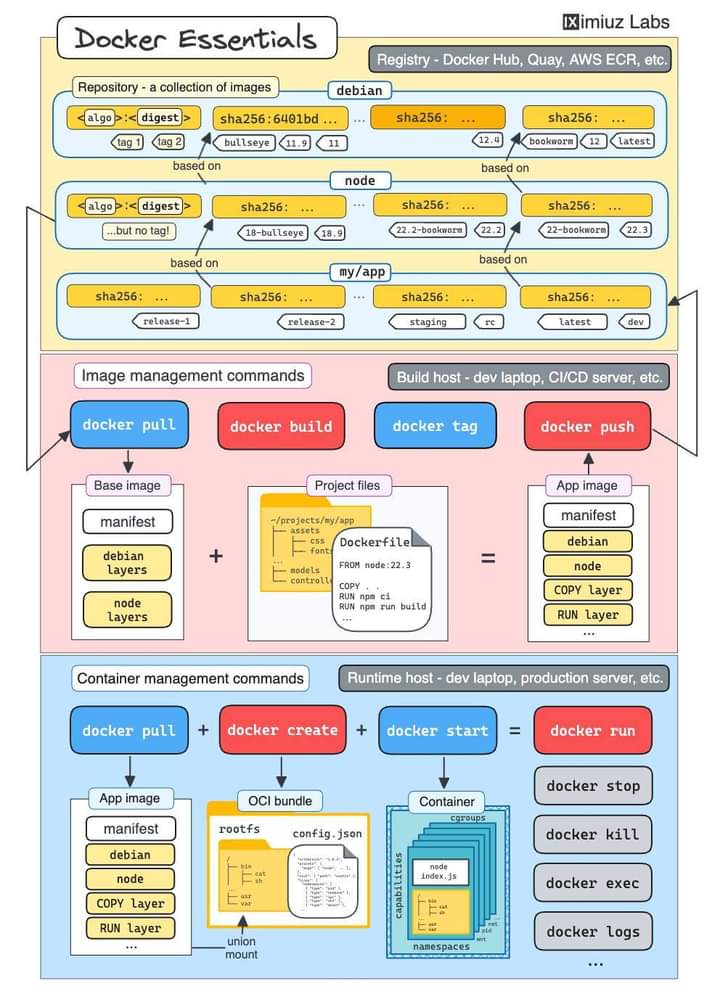 iximiuz Labs
Docker Essentials
Registry - Docker Hub, Quay, AWS ECR, etc.
Repository - a collection of images
debian
<algo>:<digest>
sha256:6401bd ...
...
sha256: ...
sha256: ...
tag 1
tag 2
bullseye
11.9
11
12.4
bookworm
12
latest
based on
based on
node
<algo>:<digest>
sha256: ...
...
sha256: ...
sha256: ...
...but no tag!
18-bullseye
18.9
22.2-bookworm
22.2
22-bookworm
22.3
based on
based on
my/app
sha256: ...
sha256: ...
...
sha256: ...
sha256: ...
release-1
release-2
staging
rc
latest
dev
Image management commands
Build host - dev laptop, CI/CD server, etc.
docker pull
docker build
docker tag
docker push
Base image
manifest
debian
layers
node
layers
+
Project files
~/projects/my/app
assets
css
fonts
...
models
controlle
Dockerfile
FROM node:22.3
COPY . .
RUN npm ci
RUN npm run build
...
=
App image
manifest
debian
node
COPY layer
RUN layer
...
Container management commands
Runtime host - dev laptop, production server, etc.
docker pull
+
docker create
+
docker start
=
docker run
App image
manifest
debian
node
COPY layer
RUN layer
...
OCI bundle
rootfs
/
bin
cat
sh
...
usr
var
config.json
union
mount
Container
cgroups
capabilities
node
index.js
/
bin
cat
sh
...
usr
var
net
pid
mnt
namespaces
docker stop
docker kill
docker exec
docker logs
...